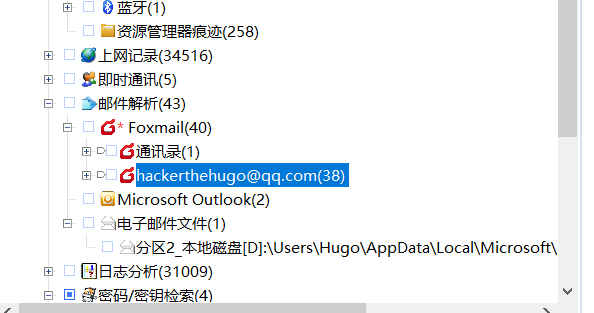 蓝牙(1)
资源管理器痕迹(258)
上网记录(34516)
即时通讯(5)
邮件解析(43)
* Foxmail(40)
通讯录(1)
hackerthehugo@qq.com(38)
Microsoft Outlook(2)
电子邮件文件(1)
分区2_本地磁盘[D]:\Users\Hugo\AppData\Local\Microsoft\
日志分析(31009)
密码/密钥检索(4)